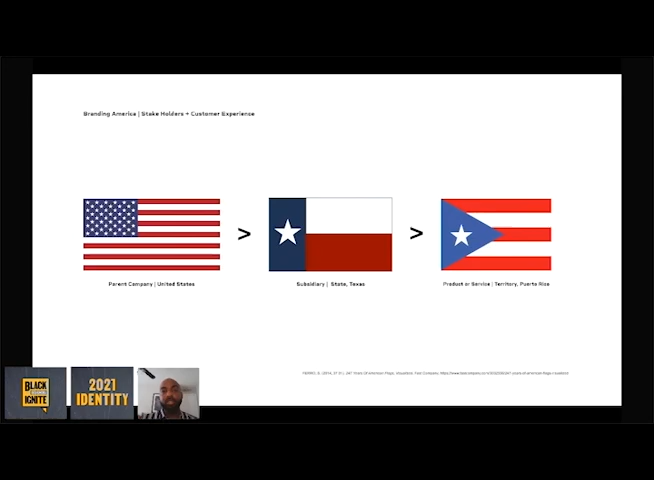 Branding America | Stake Holders + Customer Experience
>
>
Parent Company | United States
Subsidiary | State, Texas
Product or Service | Territory, Puerto Rico
BLACK
IGNITE
2021
IDENTITY